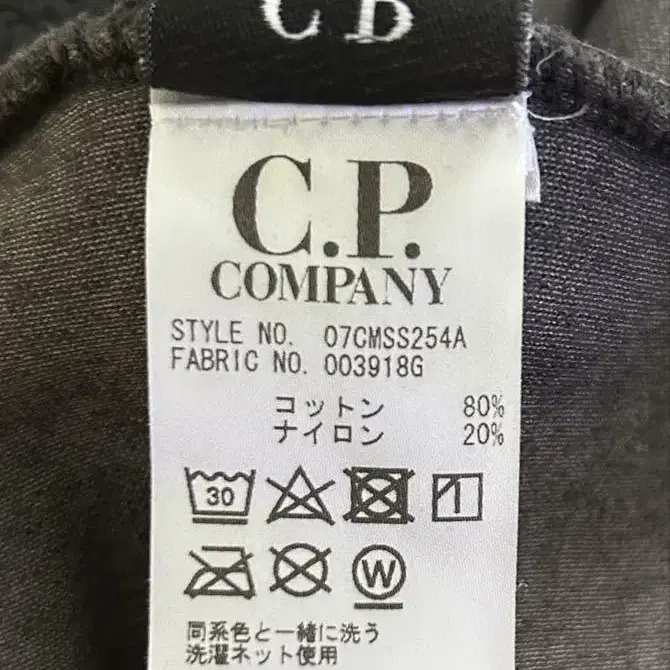 C.P.
COMPANY
STYLE NO. 07CMSS254A
FABRIC NO. 003918G
コットン 80%
ナイロン 20%
30
W
同系色と一緒に洗う
洗濯ネット使用